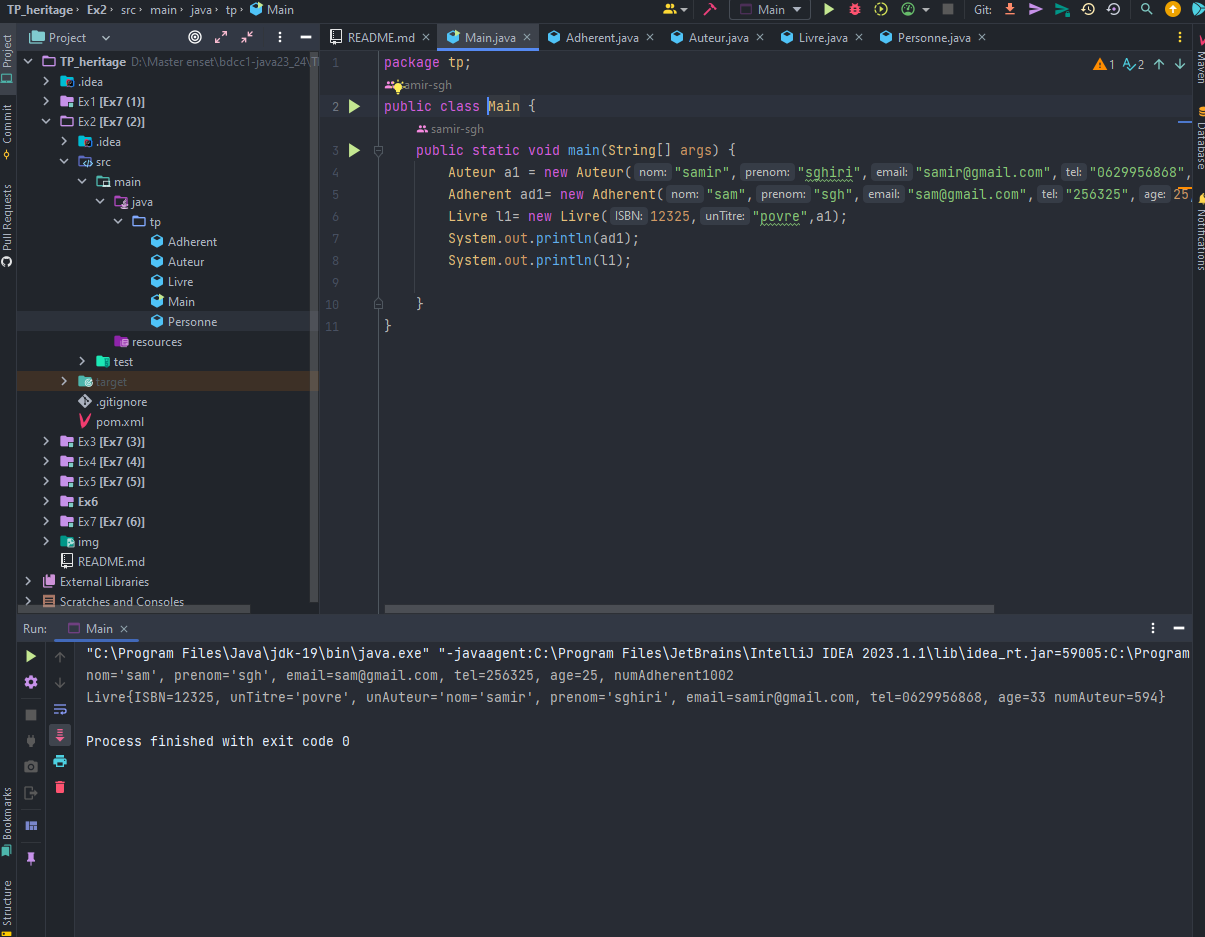 TP_heritage › Ex2 › src › main › java › tp › Main
Main
Git:
Project
README.md
Main.java
Adherent.java
Auteur.java
Livre.java
Personne.java
Project
Commit
Pull Requests
Bookmarks
Structure
Maven
Database
Notifications
TP_heritage D:\Master enset\bdcc1-java23_24\
.idea
Ex1 [Ex7 (1)]
Ex2 [Ex7 (2)]
.idea
src
main
java
tp
Adherent
Auteur
Livre
Main
Personne
resources
test
target
.gitignore
pom.xml
Ex3 [Ex7 (3)]
Ex4 [Ex7 (4)]
Ex5 [Ex7 (5)]
Ex6
Ex7 [Ex7 (6)]
img
README.md
External Libraries
Scratches and Consoles
1 2
1 package tp;
amir-sgh
2 public class Main {
samir-sgh
3 public static void main(String[] args) {
4 Auteur a1 = new Auteur( nom: "samir", prenom: "sghiri", email: "samir@gmail.com", tel: "0629956868",
5 Adherent ad1= new Adherent( nom: "sam", prenom: "sgh", email: "sam@gmail.com", tel: "256325", age: 25,
6 Livre l1= new Livre( ISBN: 12325, unTitre: "povre",a1);
7 System.out.println(ad1);
8 System.out.println(l1);
9
10 }
11 }
Run: Main
"C:\Program Files\Java\jdk-19\bin\java.exe" "-javaagent:C:\Program Files\JetBrains\IntelliJ IDEA 2023.1.1\lib\idea_rt.jar=59005:C:\Program
nom='sam', prenom='sgh', email=sam@gmail.com, tel=256325, age=25, numAdherent1002
Livre{ISBN=12325, unTitre='povre', unAuteur='nom='samir', prenom='sghiri', email=samir@gmail.com, tel=0629956868, age=33 numAuteur=594}
Process finished with exit code 0